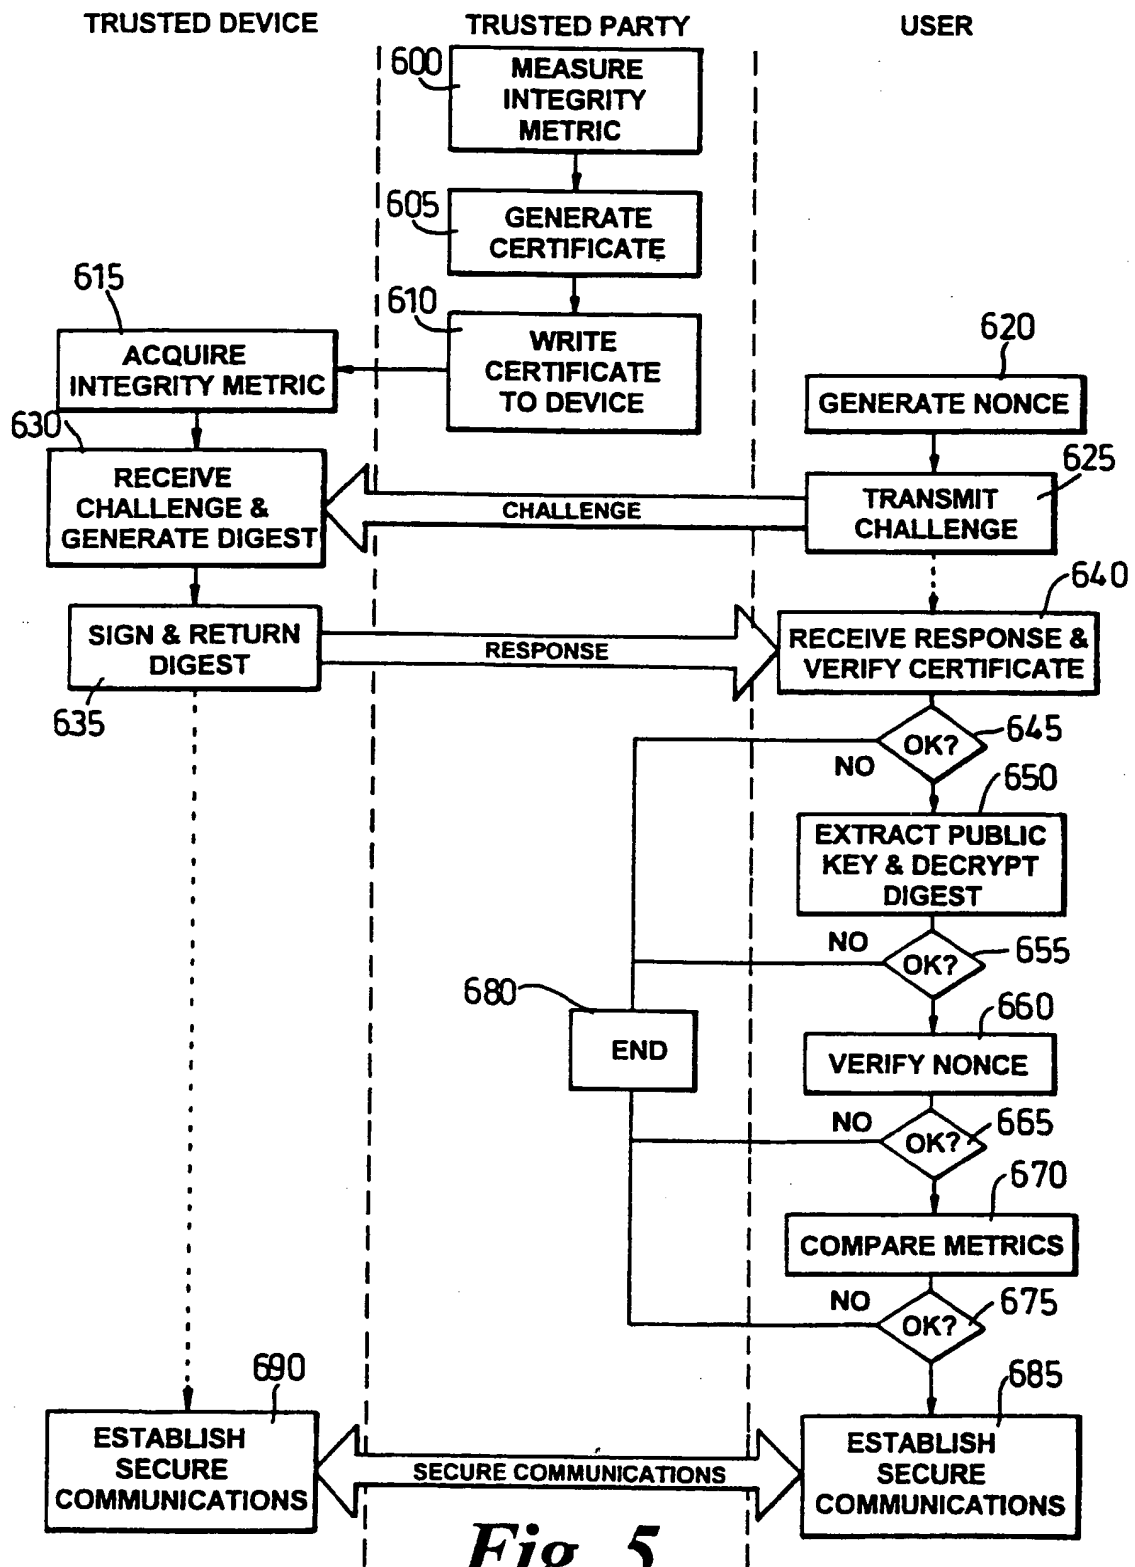 TRUSTED DEVICE
TRUSTED PARTY
USER
600
MEASURE
INTEGRITY
METRIC
605
GENERATE
CERTIFICATE
610
WRITE
CERTIFICATE
TO DEVICE
615
ACQUIRE
INTEGRITY METRIC
620
GENERATE NONCE
630
RECEIVE
CHALLENGE &
GENERATE DIGEST
CHALLENGE
625
TRANSMIT
CHALLENGE
SIGN & RETURN
DIGEST
635
RESPONSE
640
RECEIVE RESPONSE &
VERIFY CERTIFICATE
OK?
645
NO
650
EXTRACT PUBLIC
KEY & DECRYPT
DIGEST
NO
OK?
655
680
END
660
VERIFY NONCE
NO
OK?
665
670
COMPARE METRICS
NO
OK?
675
690
ESTABLISH
SECURE
COMMUNICATIONS
SECURE COMMUNICATIONS
685
ESTABLISH
SECURE
COMMUNICATIONS
Fig. 5